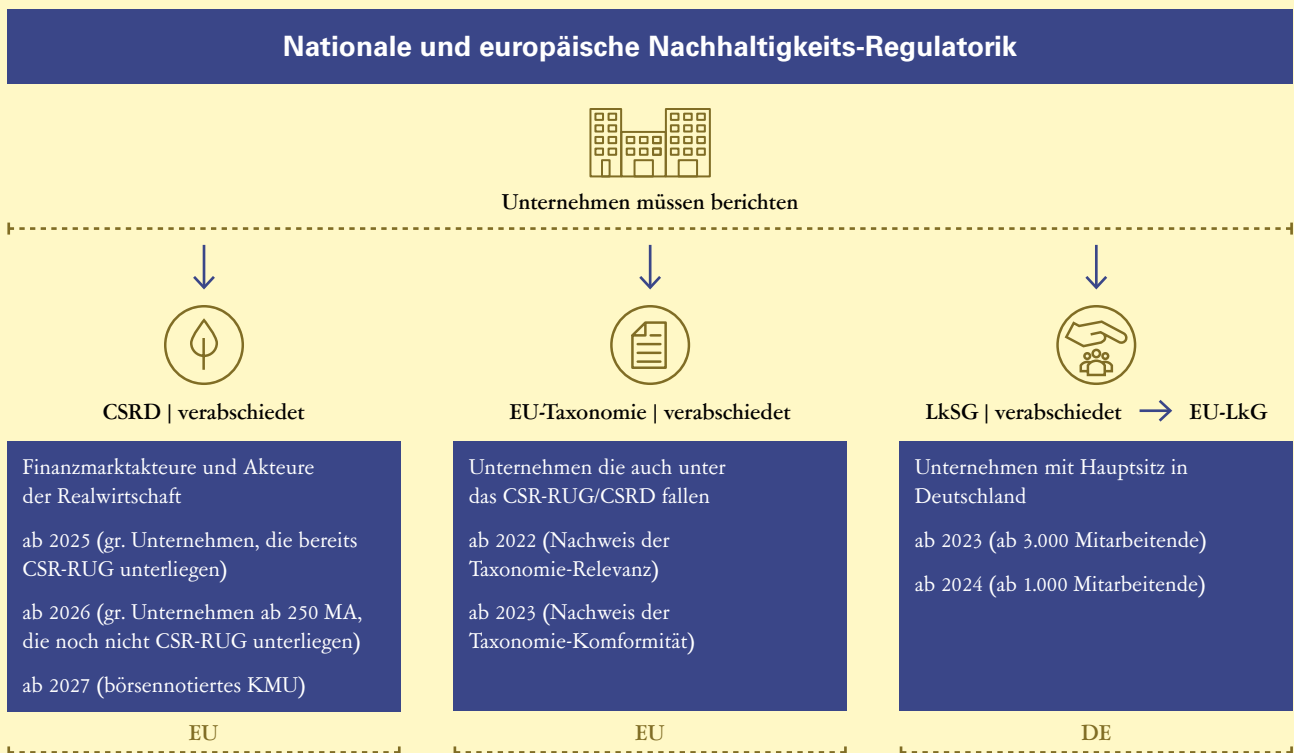 Nationale und europäische Nachhaltigkeits-Regulatorik
Unternehmen müssen berichten
CSRD | verabschiedet
Finanzmarktakteure und Akteure
der Realwirtschaft
ab 2025 (gr. Unternehmen, die bereits
CSR-RUG unterliegen)
ab 2026 (gr. Unternehmen ab 250 MA,
die noch nicht CSR-RUG unterliegen)
ab 2027 (börsennotiertes KMU)
EU
EU-Taxonomie | verabschiedet
Unternehmen die auch unter
das CSR-RUG/CSRD fallen
ab 2022 (Nachweis der
Taxonomie-Relevanz)
ab 2023 (Nachweis der
Taxonomie-Komformität)
EU
LkSG | verabschiedet → EU-LkG
Unternehmen mit Hauptsitz in
Deutschland
ab 2023 (ab 3.000 Mitarbeitende)
ab 2024 (ab 1.000 Mitarbeitende)
DE